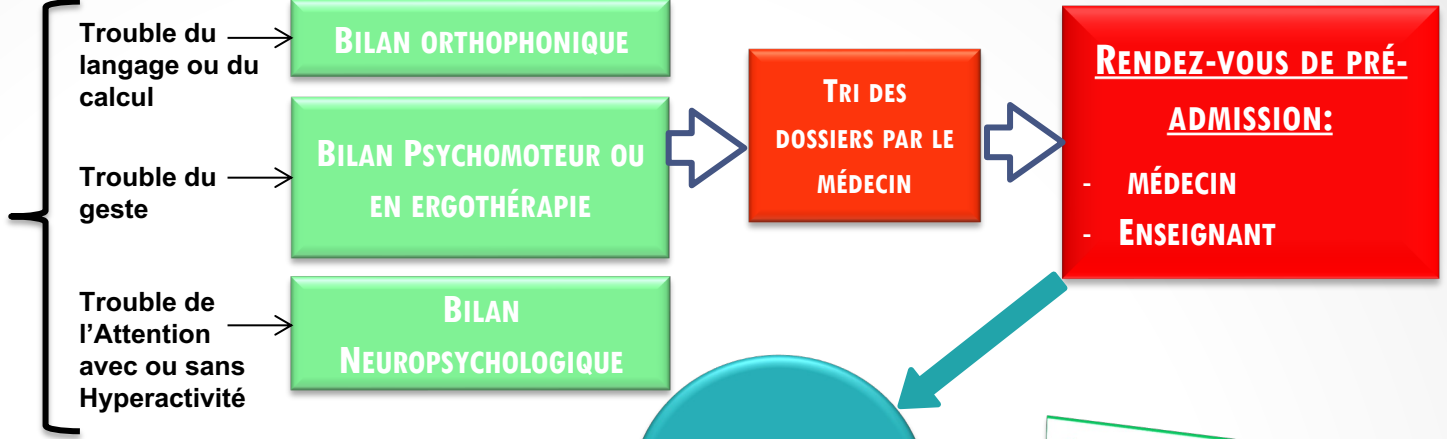 Trouble du
langage ou du
calcul
BILAN ORTHOPHONIQUE
Trouble du
geste
BILAN PSYCHOMOTEUR OU
EN ERGOTHÉRAPIE
Trouble de
l’Attention
avec ou sans
Hyperactivité
BILAN
NEUROPSYCHOLOGIQUE
TRI DES
DOSSIERS PAR LE
MÉDECIN
RENDEZ-VOUS DE PRÉ-
ADMISSION:
- MÉDECIN
- ENSEIGNANT